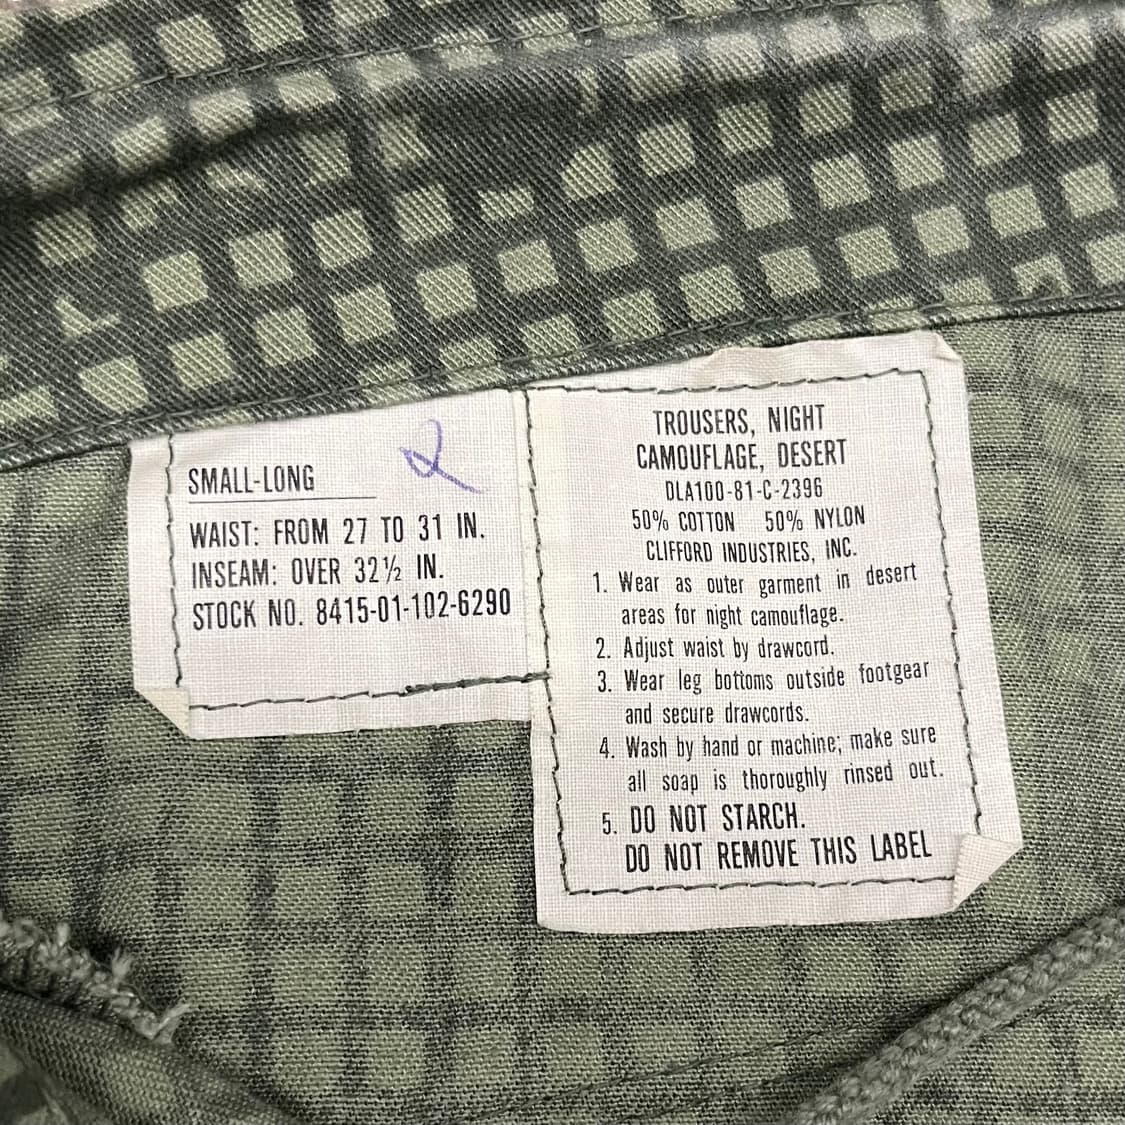 SMALL-LONG
WAIST: FROM 27 TO 31 IN.
INSEAM: OVER 32½ IN.
STOCK NO. 8415-01-102-6290
TROUSERS, NIGHT
CAMOUFLAGE, DESERT
DLA100-81-C-2396
50% COTTON 50% NYLON
CLIFFORD INDUSTRIES, INC.
1. Wear as outer garment in desert
areas for night camouflage.
2. Adjust waist by drawcord.
3. Wear leg bottoms outside footgear
and secure drawcords.
4. Wash by hand or machine; make sure
all soap is thoroughly rinsed out.
5. DO NOT STARCH.
DO NOT REMOVE THIS LABEL